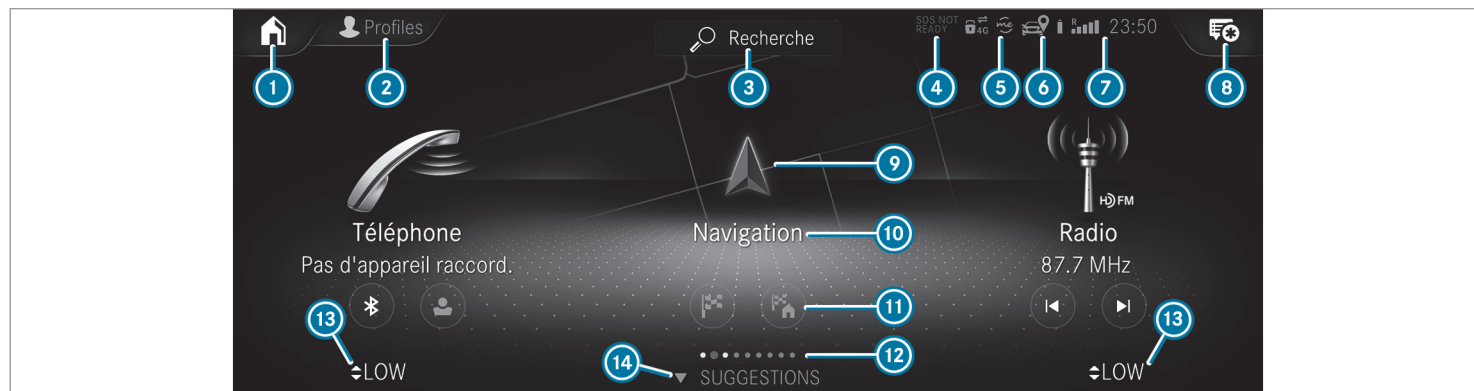 Profiles
Recherche
SOS NOT
READY
4G
me
R
23:50
1
2
3
4
5
6
7
8
9
HD FM
Téléphone
Navigation
10
Radio
Pas d'appareil raccord.
87.7 MHz
11
13
13
12
14
LOW
SUGGESTIONS
LOW